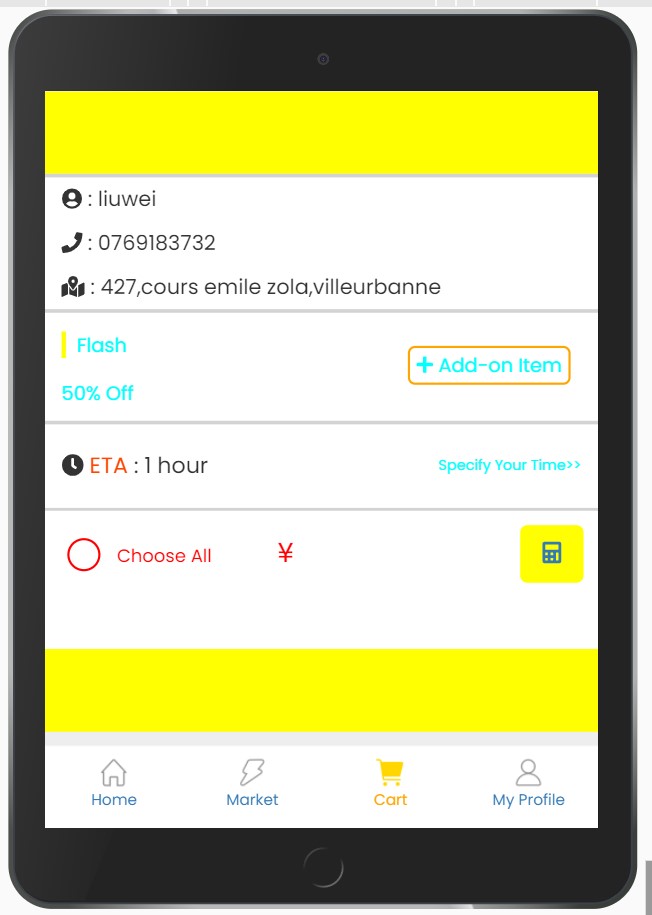 : liuwei
: 0769183732
: 427,cours emile zola,villeurbanne
Flash
+ Add-on Item
50% Off
ETA : 1 hour
Specify Your Time>>
Choose All
¥
Home
Market
Cart
My Profile